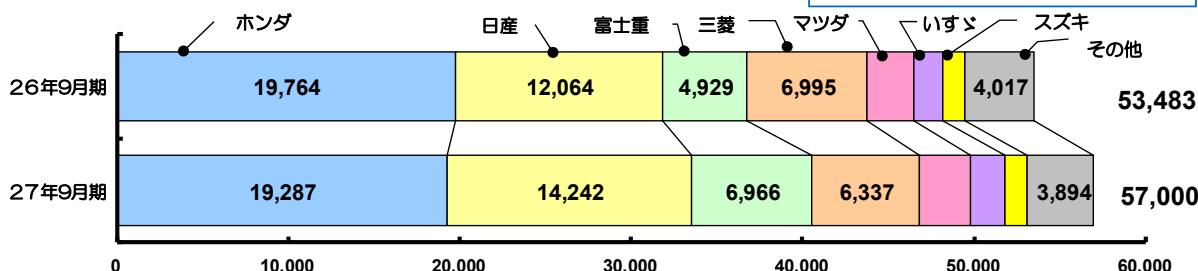 ホンダ 日産 富士重 三菱 マツダ いすゞ スズキ その他
26年9月期 19,764 12,064 4,929 6,995 4,017 53,483
27年9月期 19,287 14,242 6,966 6,337 3,894 57,000
0 10,000 20,000 30,000 40,000 50,000 60,000